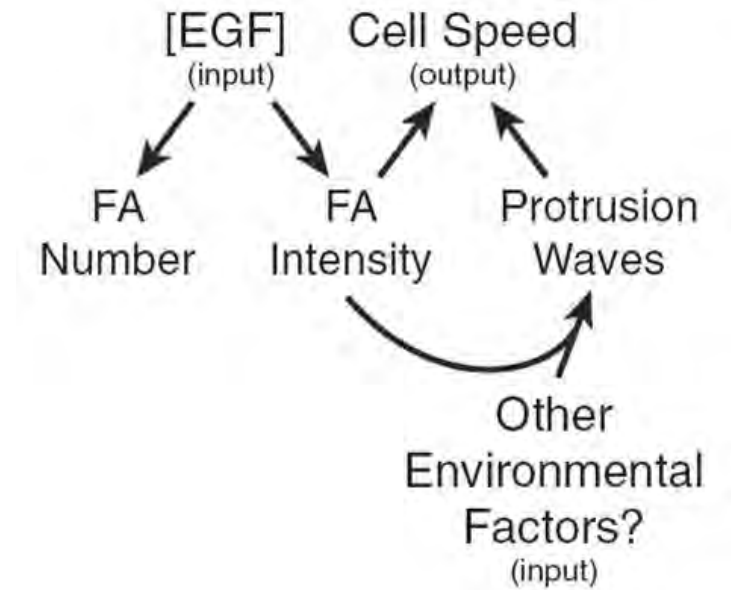 [EGF]
(input)
Cell Speed
(output)
FA
Number
FA
Intensity
Protrusion
Waves
Other
Environmental
Factors?
(input)